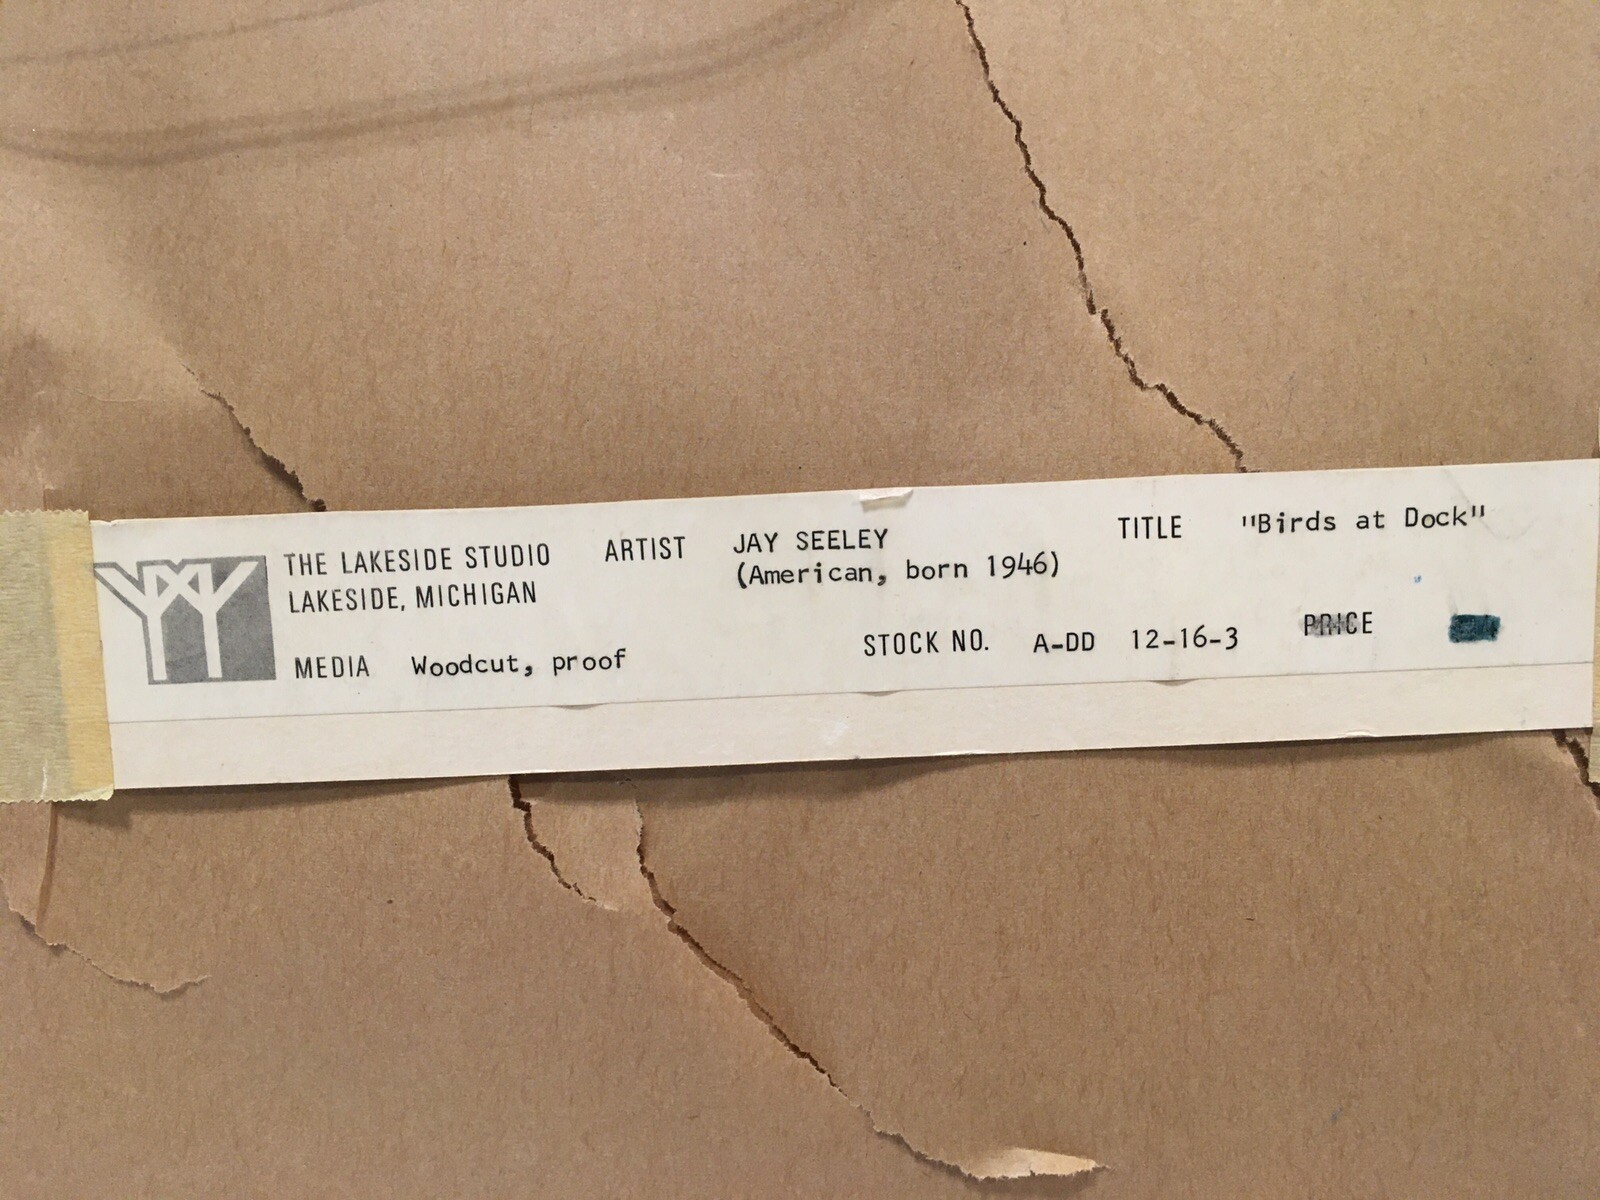 THE LAKESIDE STUDIO
LAKESIDE, MICHIGAN
ARTIST JAY SEELEY
(American, born 1946)
TITLE "Birds at Dock"
MEDIA Woodcut, proof
STOCK NO. A-DD 12-16-3
PRICE